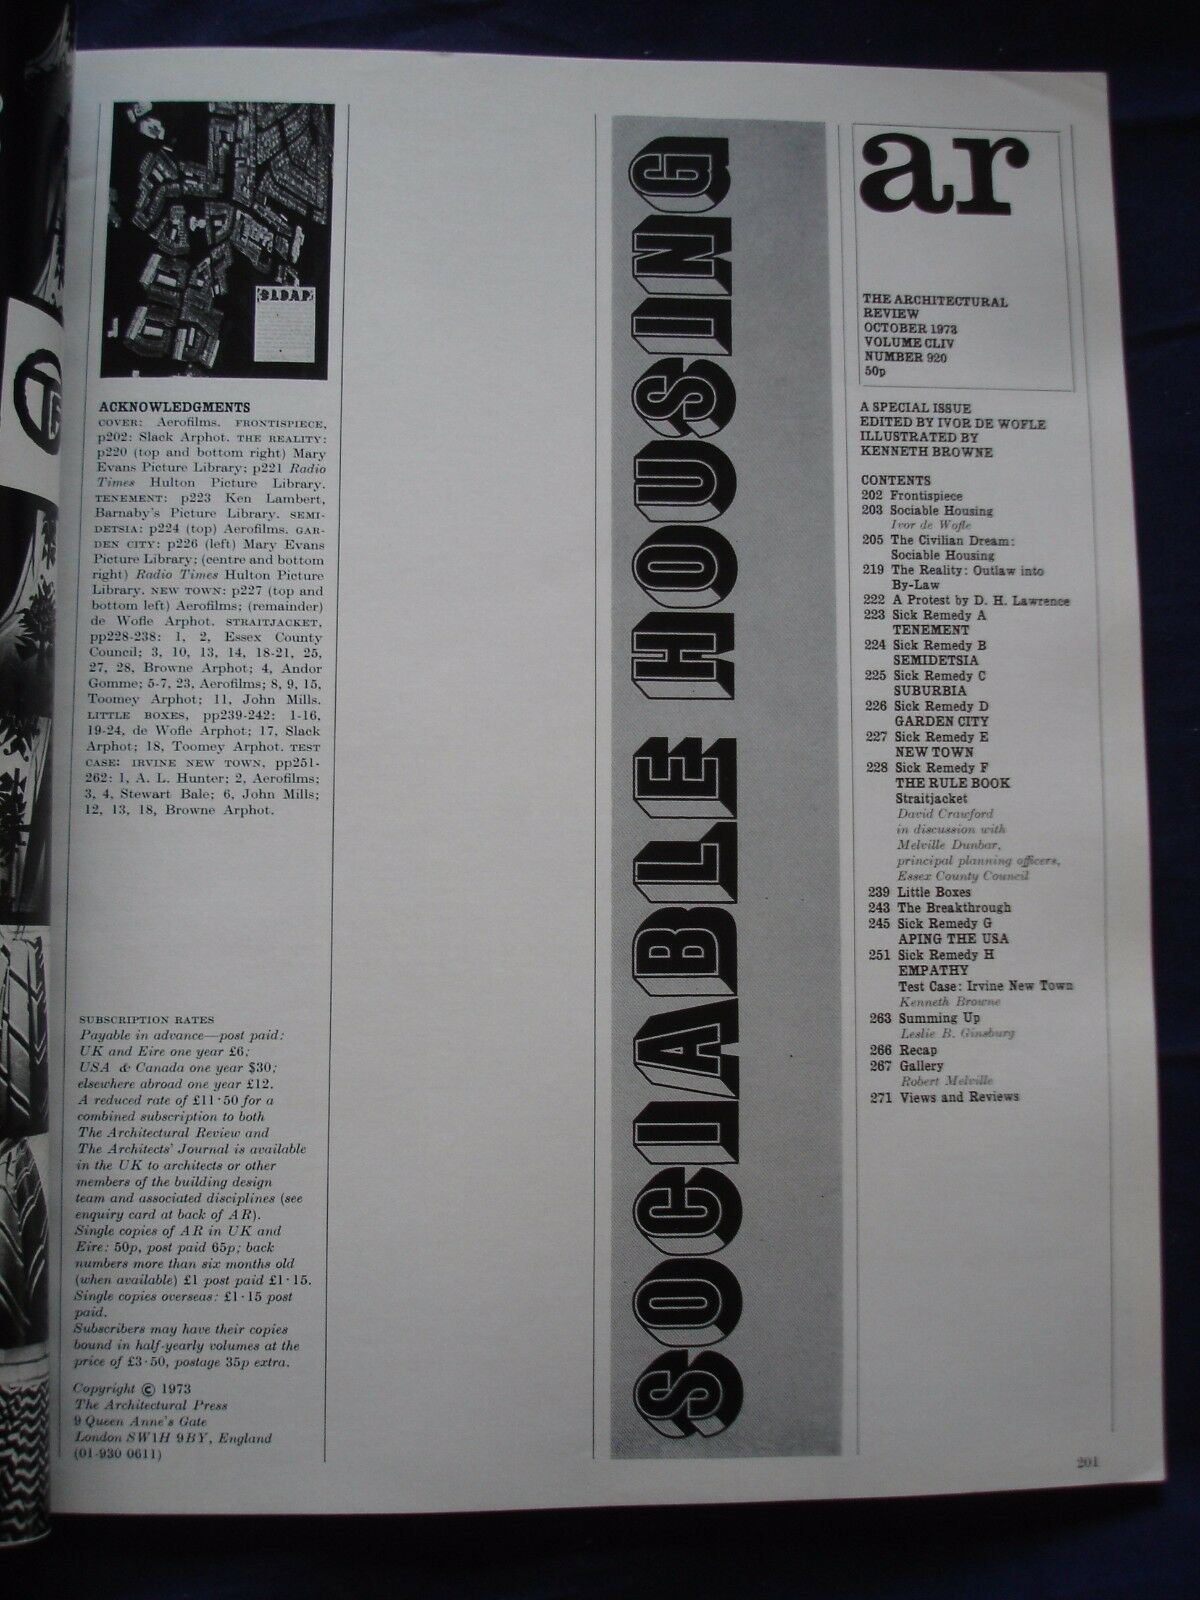 SLDAP
ACKNOWLEDGMENTS
COVER: Aerofilms. FRONTISPIECE,
p202: Slack Arphot. THE REALITY:
p220 (top and bottom right) Mary
Evans Picture Library; p221 Radio
Times Hulton Picture Library.
TENEMENT: p223 Ken Lambert,
Barnaby's Picture Library. SEMI-
DETSIA: p224 (top) Aerofilms. GAR-
DEN CITY: p226 (left) Mary Evans
Picture Library; (centre and bottom
right) Radio Times Hulton Picture
Library. NEW TOWN: p227 (top and
bottom left) Aerofilms; (remainder)
de Wofle Arphot. STRAITJACKET,
pp228-238: 1, 2, Essex County
Council; 3, 10, 13, 14, 18-21, 25,
27, 28, Browne Arphot; 4, Andor
Gomme; 5-7, 23, Aerofilms; 8, 9, 15,
Toomey Arphot; 11, John Mills.
LITTLE BOXES, pp239-242: 1-16,
19-24, de Wofle Arphot; 17, Slack
Arphot; 18, Toomey Arphot. TEST
CASE: IRVINE NEW TOWN, pp251-
262: 1, A. L. Hunter; 2, Aerofilms;
3, 4, Stewart Bale; 6, John Mills;
12, 13, 18, Browne Arphot.
SUBSCRIPTION RATES
Payable in advance—post paid:
UK and Eire one year £6;
USA & Canada one year $30;
elsewhere abroad one year £12.
A reduced rate of £11·50 for a
combined subscription to both
The Architectural Review and
The Architects' Journal is available
in the UK to architects or other
members of the building design
team and associated disciplines (see
enquiry card at back of AR).
Single copies of AR in UK and
Eire: 50p, post paid 65p; back
numbers more than six months old
(when available) £1 post paid £1·15.
Single copies overseas: £1·15 post
paid.
Subscribers may have their copies
bound in half-yearly volumes at the
price of £3·50, postage 35p extra.
Copyright © 1973
The Architectural Press
9 Queen Anne's Gate
London SW1H 9BY, England
(01-930 0611)
SOCIABLE HOUSING
ar
THE ARCHITECTURAL
REVIEW
OCTOBER 1973
VOLUME CLIV
NUMBER 920
50p
A SPECIAL ISSUE
EDITED BY IVOR DE WOFLE
ILLUSTRATED BY
KENNETH BROWNE
CONTENTS
202 Frontispiece
203 Sociable Housing
Ivor de Wofle
205 The Civilian Dream:
Sociable Housing
219 The Reality: Outlaw into
By-Law
222 A Protest by D. H. Lawrence
223 Sick Remedy A
TENEMENT
224 Sick Remedy B
SEMIDETSIA
225 Sick Remedy C
SUBURBIA
226 Sick Remedy D
GARDEN CITY
227 Sick Remedy E
NEW TOWN
228 Sick Remedy F
THE RULE BOOK
Straitjacket
David Crawford
in discussion with
Melville Dunbar,
principal planning officers,
Essex County Council
239 Little Boxes
243 The Breakthrough
245 Sick Remedy G
APING THE USA
251 Sick Remedy H
EMPATHY
Test Case: Irvine New Town
Kenneth Browne
263 Summing Up
Leslie B. Ginsburg
266 Recap
267 Gallery
Robert Melville
271 Views and Reviews
201